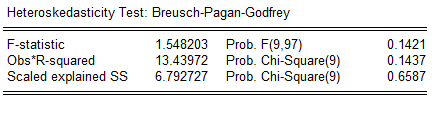 Heteroskedasticity Test: Breusch-Pagan-Godfrey
F-statistic 1.548203 Prob. F(9,97) 0.1421
Obs*R-squared 13.43972 Prob. Chi-Square(9) 0.1437
Scaled explained SS 6.792727 Prob. Chi-Square(9) 0.6587